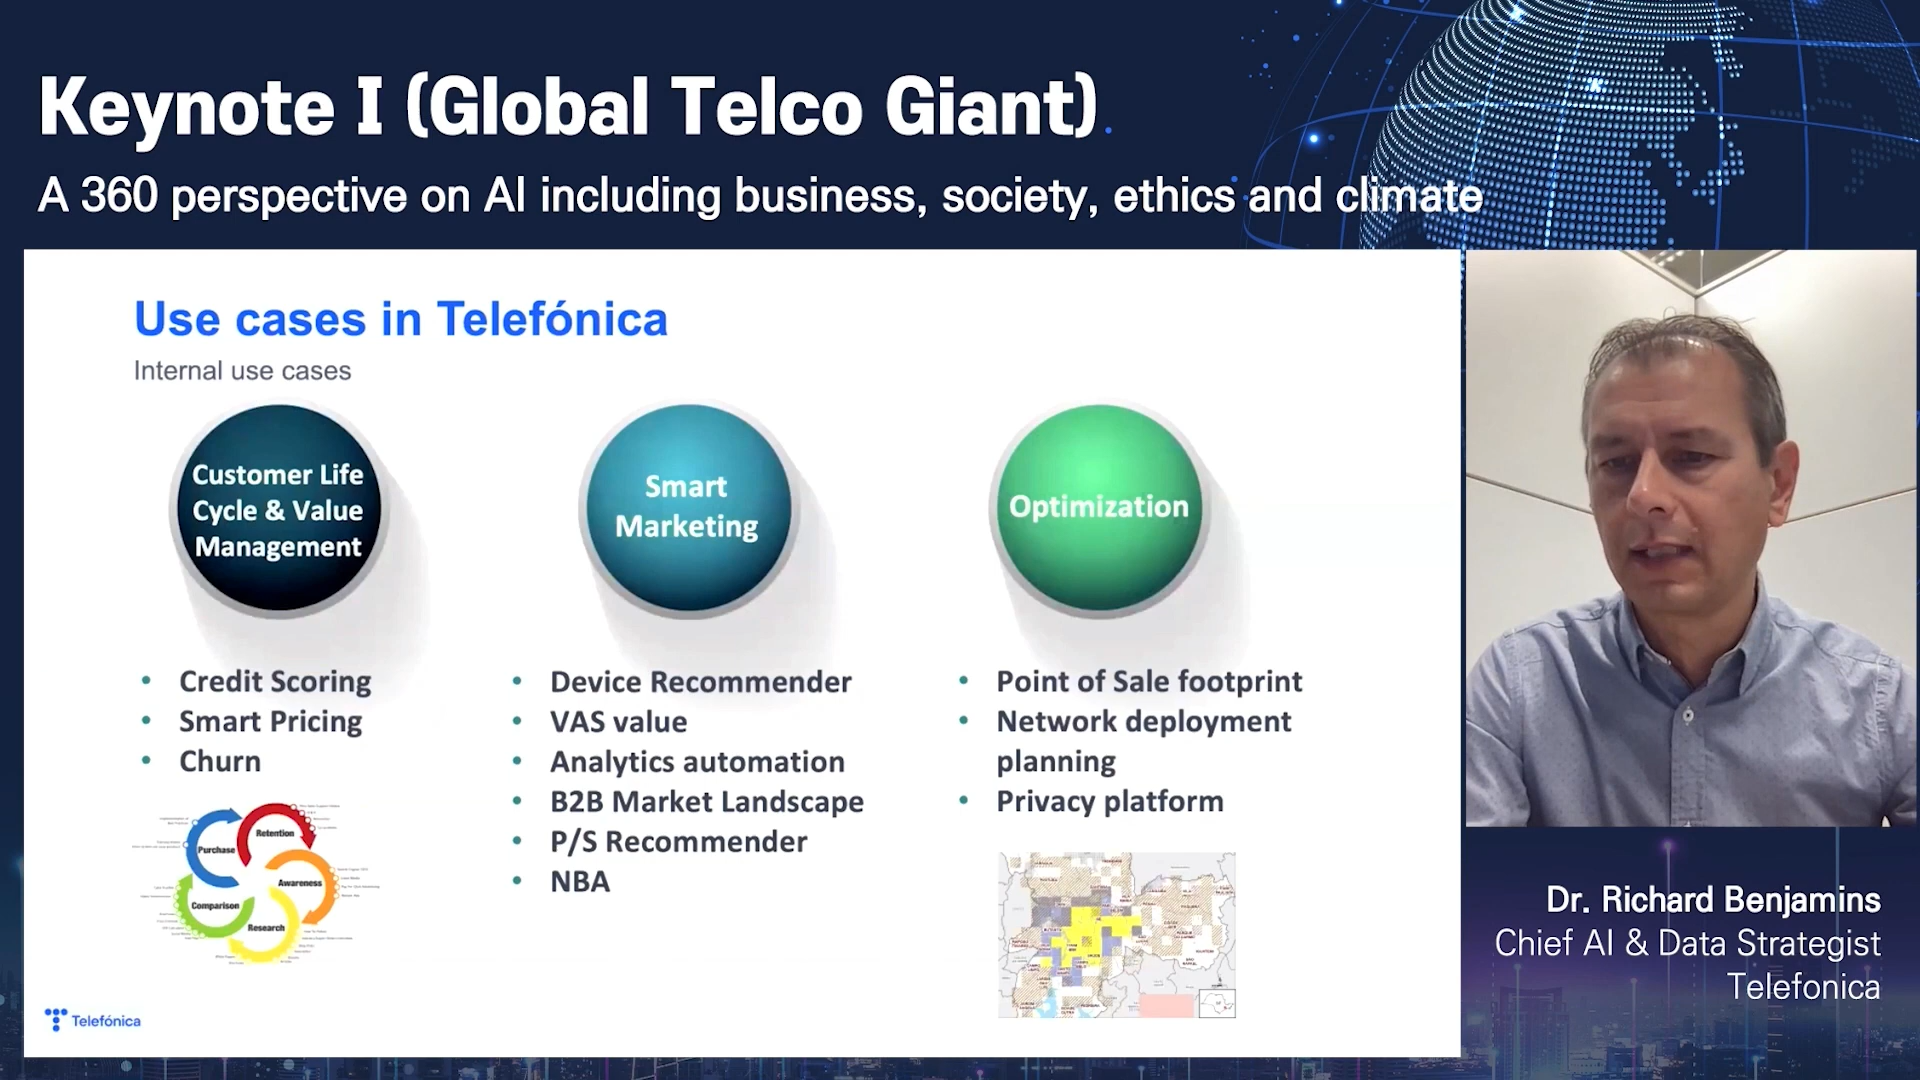 Keynote I (Global Telco Giant)
A 360 perspective on AI including business, society, ethics and climate
Use cases in Telefónica
Internal use cases
Customer Life
Cycle & Value
Management
Smart
Marketing
Optimization
• Credit Scoring
• Smart Pricing
• Churn
• Device Recommender
• VAS value
• Analytics automation
• B2B Market Landscape
• P/S Recommender
• NBA
• Point of Sale footprint
• Network deployment
planning
• Privacy platform
Retention
Purchase
Awareness
Comparison
Research
Telefónica
Dr. Richard Benjamins
Chief AI & Data Strategist
Telefonica